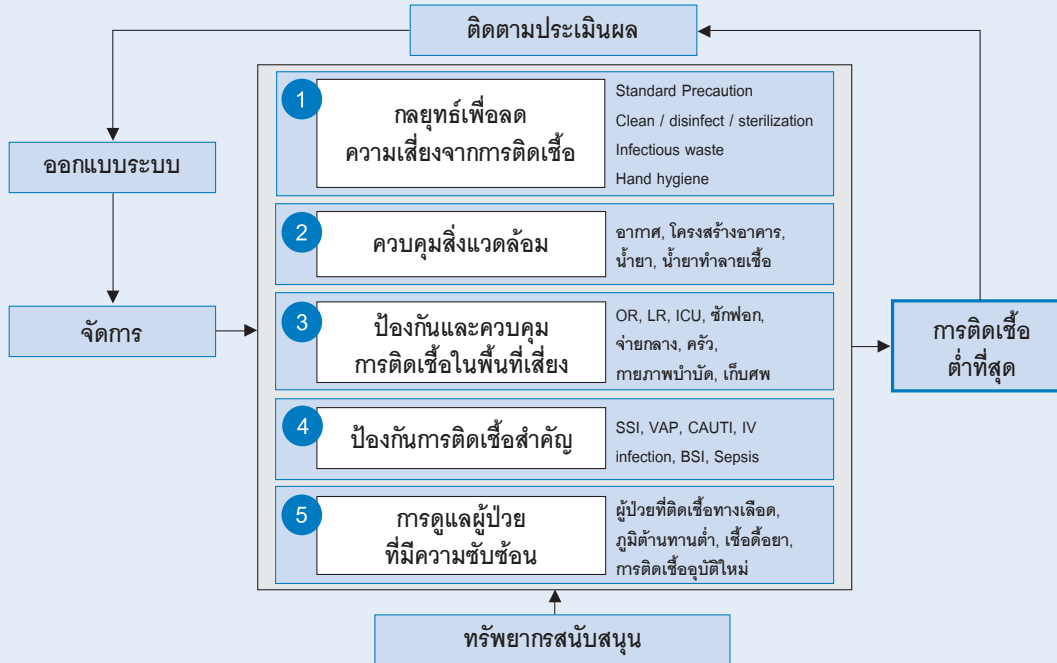 ติดตามประเมินผล
ออกแบบระบบ
จัดการ
1
กลยุทธ์เพื่อลด
ความเสี่ยงจากการติดเชื้อ
Standard Precaution
Clean / disinfect / sterilization
Infectious waste
Hand hygiene
2
ควบคุมสิ่งแวดล้อม
อากาศ, โครงสร้างอาคาร,
น้ำยา, น้ำยาทำลายเชื้อ
3
ป้องกันและควบคุม
การติดเชื้อในพื้นที่เสี่ยง
OR, LR, ICU, ซักฟอก,
จ่ายกลาง, ครัว,
กายภาพบำบัด, เก็บศพ
4
ป้องกันการติดเชื้อสำคัญ
SSI, VAP, CAUTI, IV
infection, BSI, Sepsis
5
การดูแลผู้ป่วย
ที่มีความซับซ้อน
ผู้ป่วยที่ติดเชื้อทางเลือด,
ภูมิต้านทานต่ำ, เชื้อดื้อยา,
การติดเชื้ออุบัติใหม่
การติดเชื้อ
ต่ำที่สุด
ทรัพยากรสนับสนุน